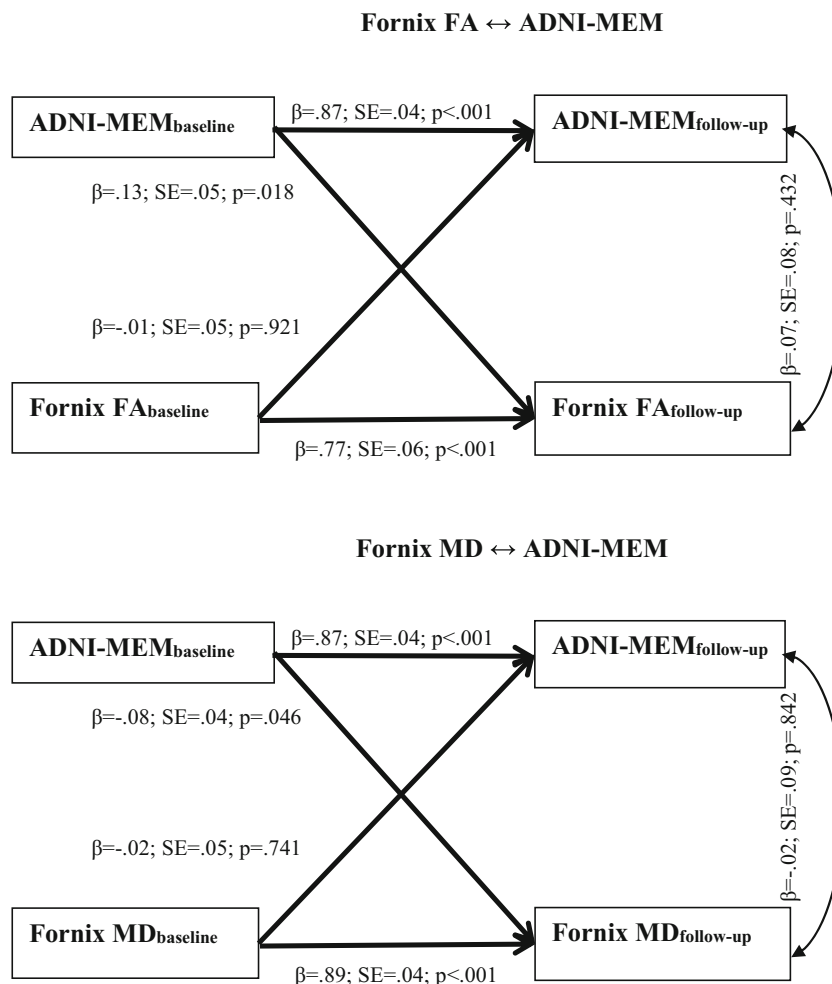 Fornix FA ↔ ADNI-MEM
β=.87; SE=.04; p<.001
ADNI-MEMbaseline
ADNI-MEMfollow-up
β=.13; SE=.05; p=.018
β=.07; SE=.08; p=.432
β=-.01; SE=.05; p=.921
Fornix FAbaseline
Fornix FAfollow-up
β=.77; SE=.06; p<.001
Fornix MD ↔ ADNI-MEM
β=.87; SE=.04; p<.001
ADNI-MEMbaseline
ADNI-MEMfollow-up
β=-.08; SE=.04; p=.046
β=-.02; SE=.09; p=.842
β=-.02; SE=.05; p=.741
Fornix MDbaseline
Fornix MDfollow-up
β=.89; SE=.04; p<.001